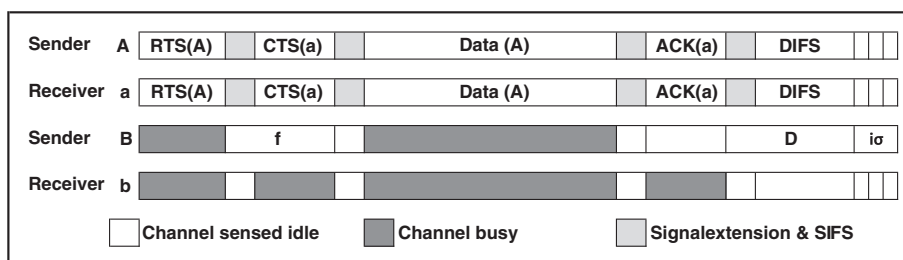 Sender A RTS(A) CTS(a) Data (A) ACK(a) DIFS
Receiver a RTS(A) CTS(a) Data (A) ACK(a) DIFS
Sender B f D iσ
Receiver b
Channel sensed idle Channel busy Signalextension & SIFS